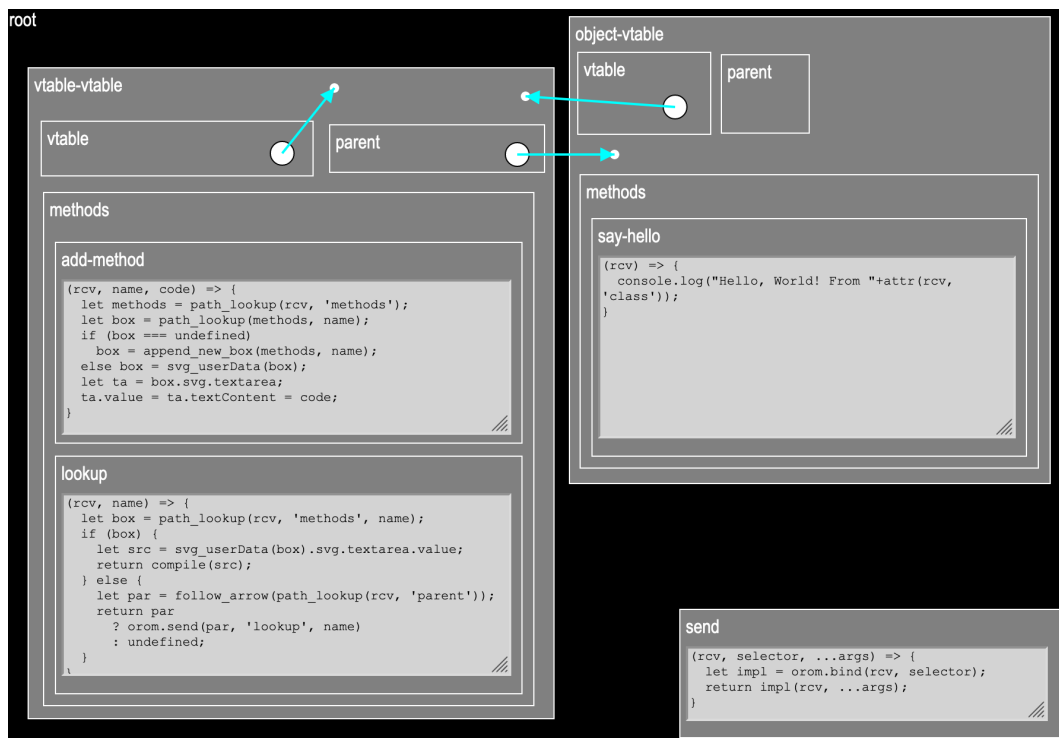 root
vtable-vtable
vtable
parent
methods
add-method
(rcv, name, code) => {
  let methods = path_lookup(rcv, 'methods');
  let box = path_lookup(methods, name);
  if (box === undefined)
    box = append_new_box(methods, name);
  else box = svg_userData(box);
  let ta = box.svg.textarea;
  ta.value = ta.textContent = code;
}
lookup
(rcv, name) => {
  let box = path_lookup(rcv, 'methods', name);
  if (box) {
    let src = svg_userData(box).svg.textarea.value;
    return compile(src);
  } else {
    let par = follow_arrow(path_lookup(rcv, 'parent'));
    return par
      ? orom.send(par, 'lookup', name)
      : undefined;
  }
}
object-vtable
vtable
parent
methods
say-hello
(rcv) => {
  console.log("Hello, World! From "+attr(rcv,
'class'));
}
send
(rcv, selector, ...args) => {
  let impl = orom.bind(rcv, selector);
  return impl(rcv, ...args);
}